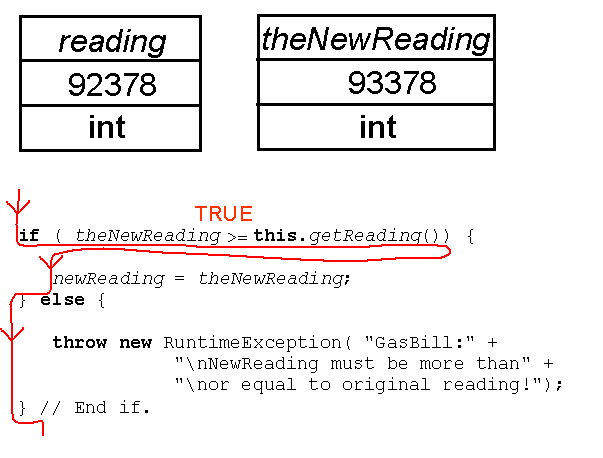 reading
theNewReading
92378
93378
int
int
TRUE
if ( theNewReading >= this.getReading()) {
newReading = theNewReading;
} else {
throw new RuntimeException( "GasBill:" +
"\nNewReading must be more than" +
"\nor equal to original reading!");
} // End if.